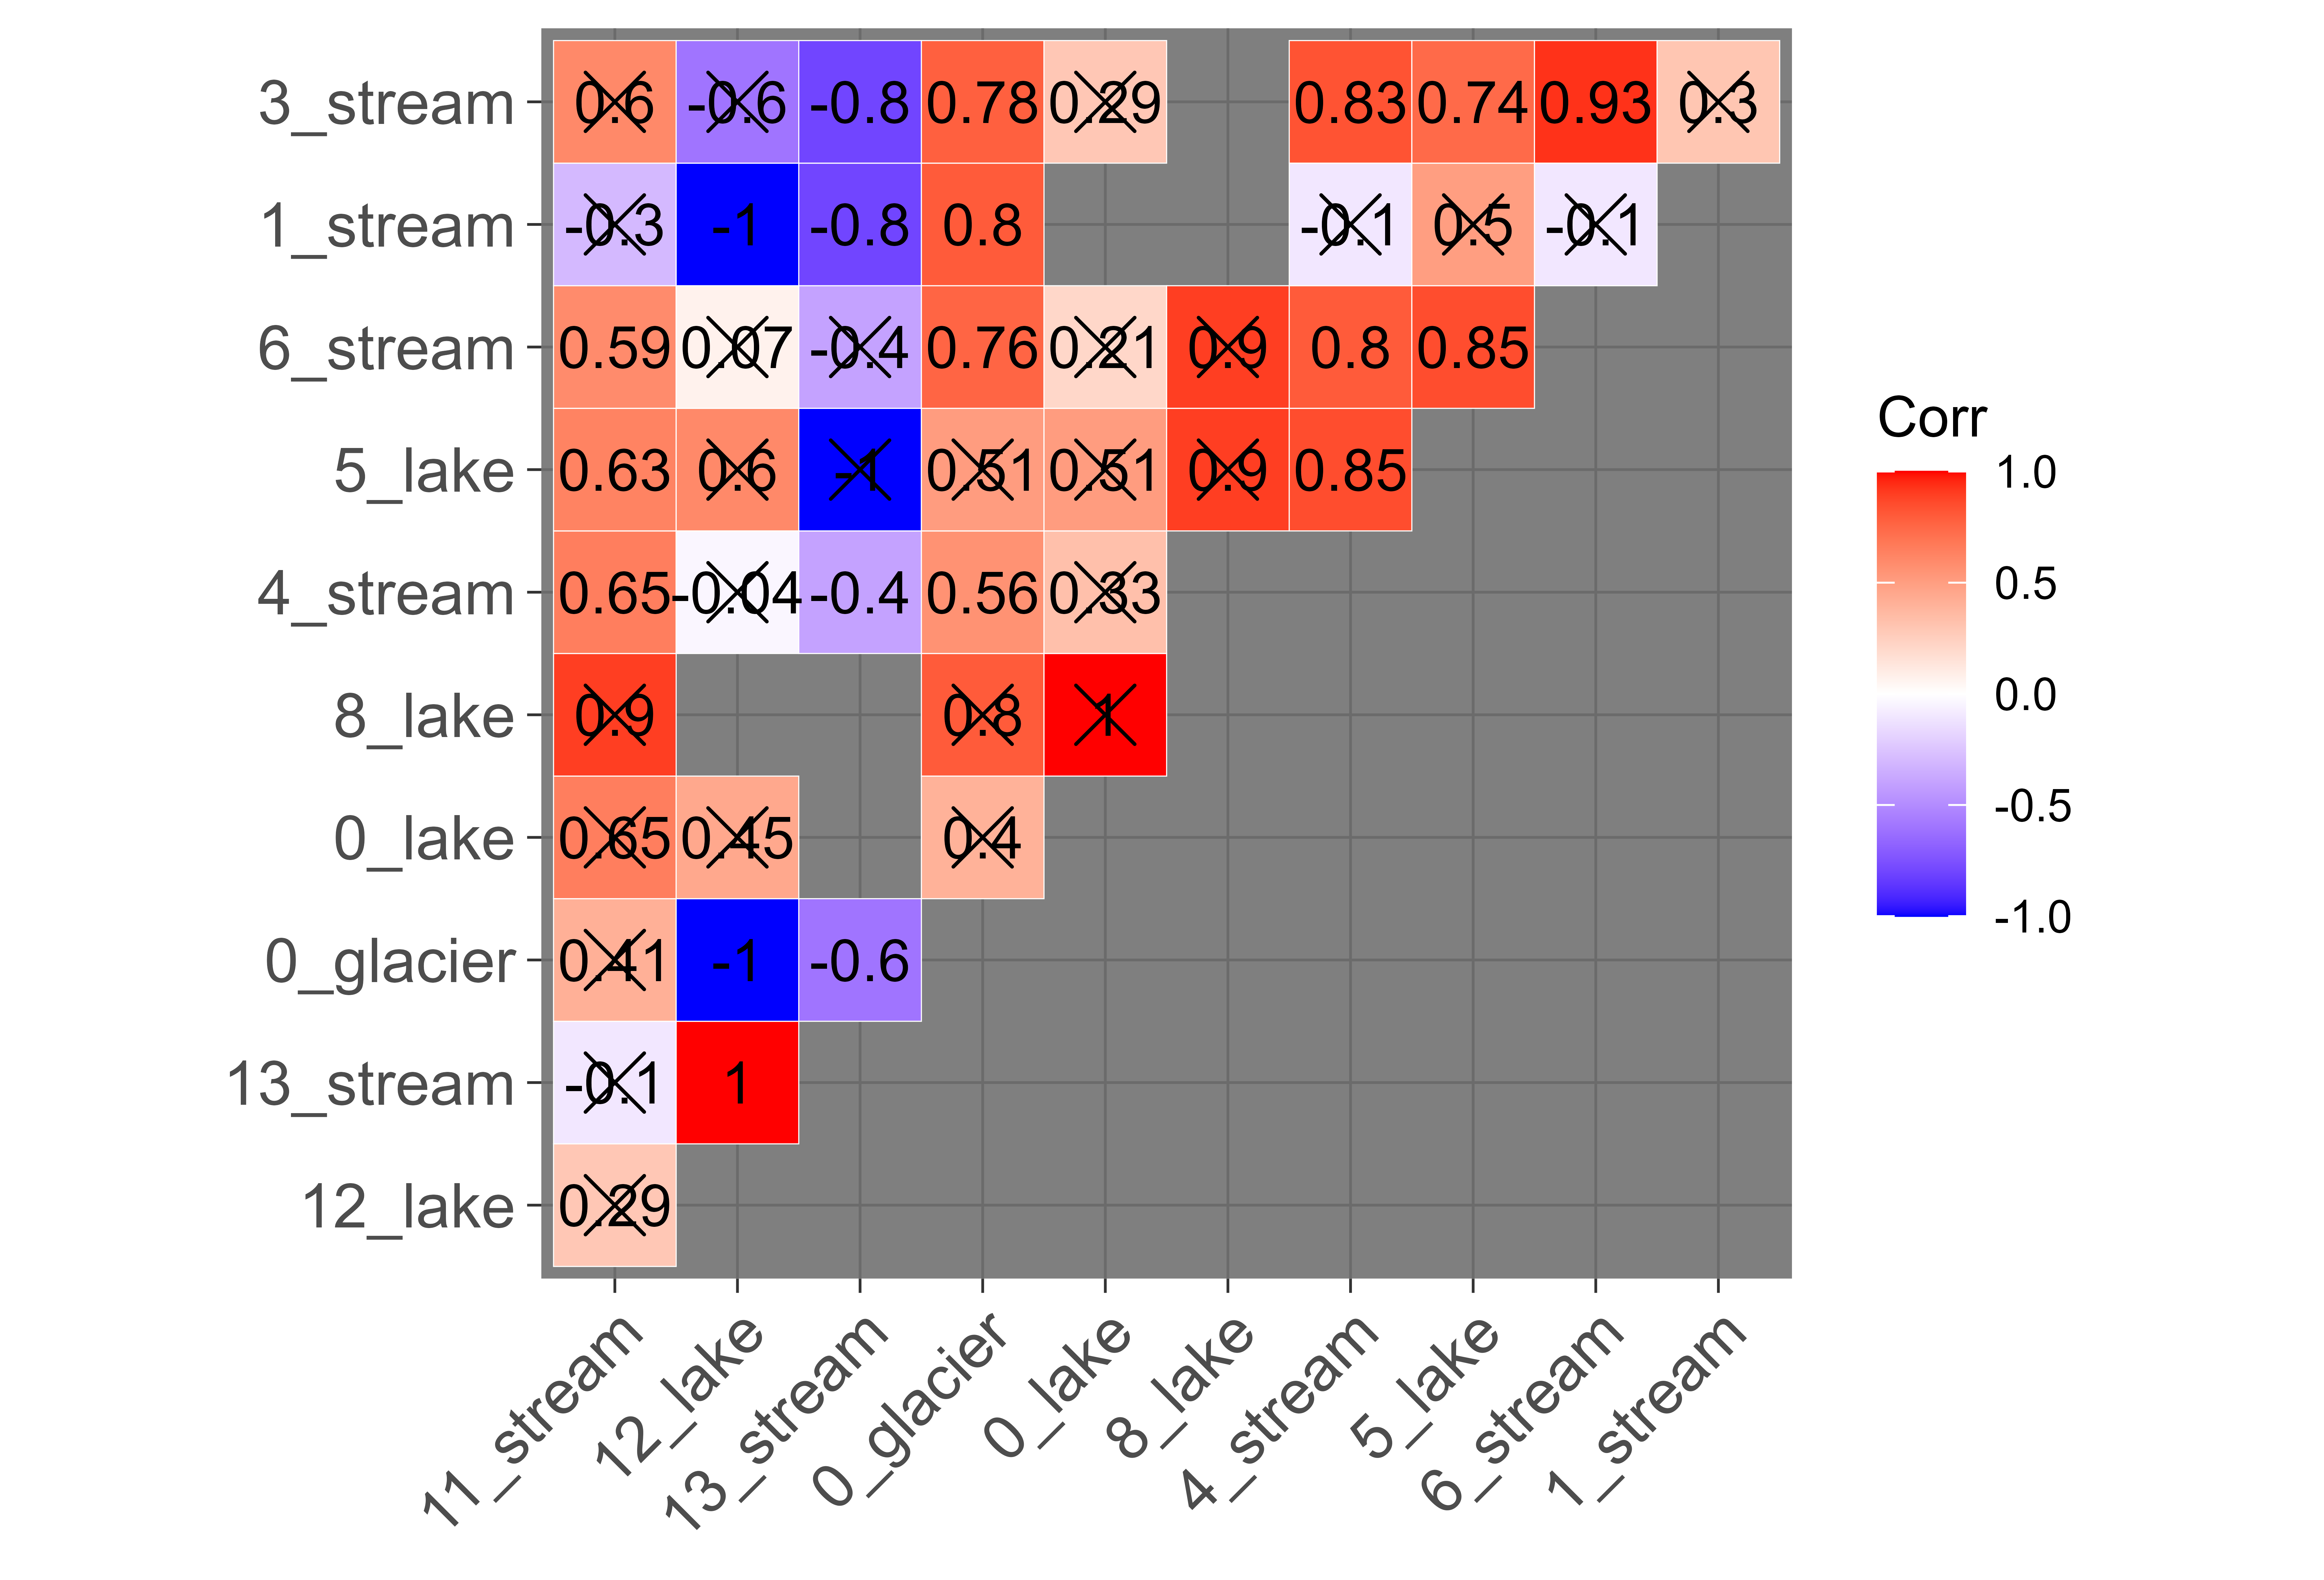 3_stream 0.6 -0.6 -0.8 0.78 0.29 0.83 0.74 0.93 0.3
1_stream -0.3 -1 -0.8 0.8 -0.1 0.5 -0.1
6_stream 0.59 0.07 -0.4 0.76 0.21 0.9 0.8 0.85
5_lake 0.63 0.6 -1 0.51 0.51 0.9 0.85
4_stream 0.65 -0.04 -0.4 0.56 0.33
8_lake 0.9 0.8 1
0_lake 0.65 0.45 0.4
0_glacier 0.41 -1 -0.6
13_stream -0.1 1
12_lake 0.29
11_stream
12_lake
13_stream
0_glacier
0_lake
8_lake
4_stream
5_lake
6_stream
1_stream
Corr
1.0
0.5
0.0
-0.5
-1.0